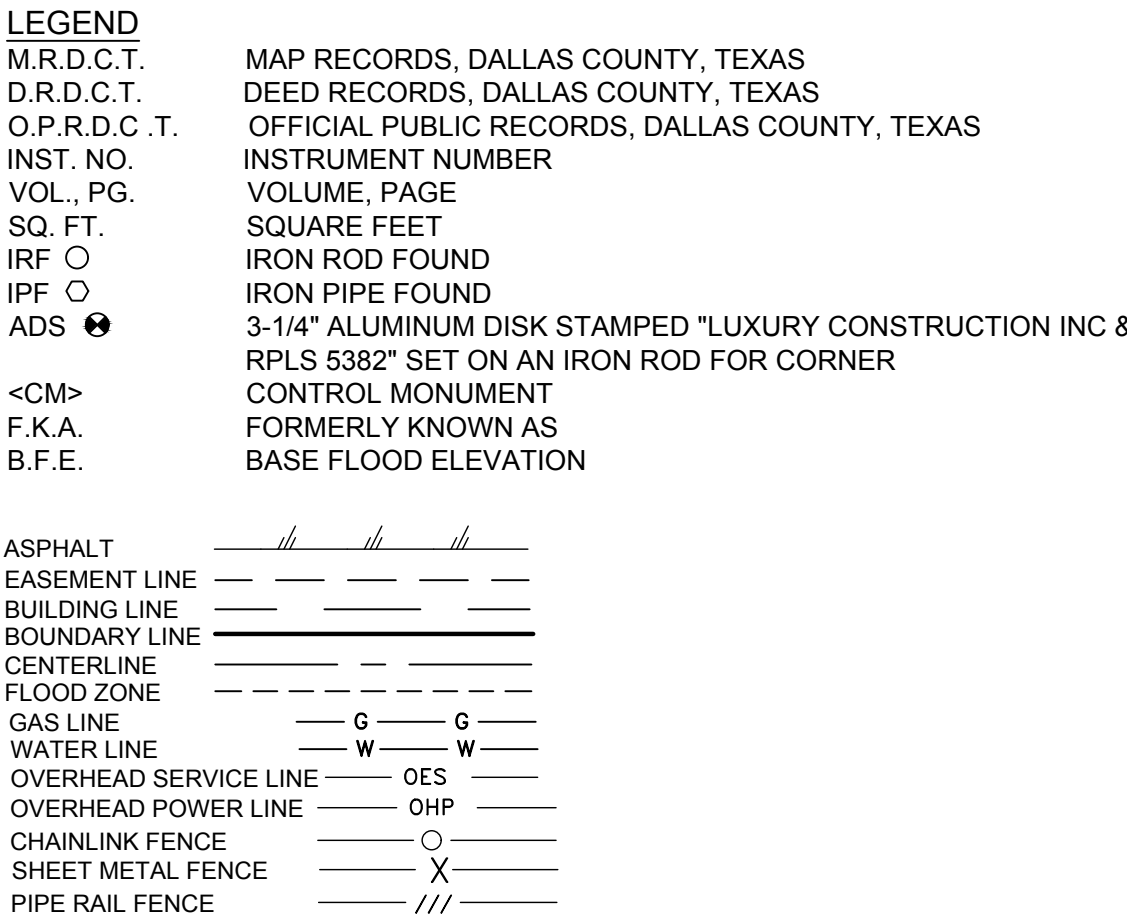 LEGEND
M.R.D.C.T. MAP RECORDS, DALLAS COUNTY, TEXAS
D.R.D.C.T. DEED RECORDS, DALLAS COUNTY, TEXAS
O.P.R.D.C .T. OFFICIAL PUBLIC RECORDS, DALLAS COUNTY, TEXAS
INST. NO. INSTRUMENT NUMBER
VOL., PG. VOLUME, PAGE
SQ. FT. SQUARE FEET
IRF IRON ROD FOUND
IPF IRON PIPE FOUND
ADS 3-1/4" ALUMINUM DISK STAMPED "LUXURY CONSTRUCTION INC &
RPLS 5382" SET ON AN IRON ROD FOR CORNER
<CM> CONTROL MONUMENT
F.K.A. FORMERLY KNOWN AS
B.F.E. BASE FLOOD ELEVATION
ASPHALT
EASEMENT LINE
BUILDING LINE
BOUNDARY LINE
CENTERLINE
FLOOD ZONE
GAS LINE G G
WATER LINE W W
OVERHEAD SERVICE LINE OES
OVERHEAD POWER LINE OHP
CHAINLINK FENCE
SHEET METAL FENCE X
PIPE RAIL FENCE ///